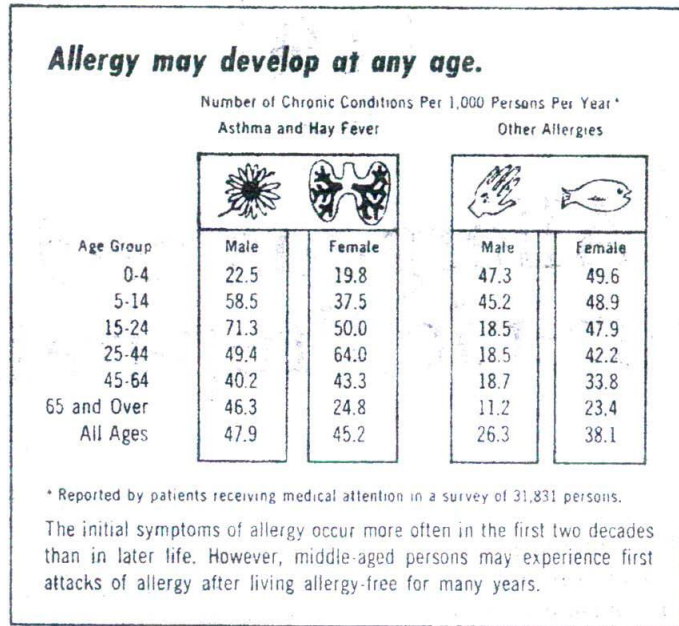 Allergy may develop at any age.
Number of Chronic Conditions Per 1,000 Persons Per Year*
Asthma and Hay Fever Other Allergies
Age Group Male Female Male Female
0-4 22.5 19.8 47.3 49.6
5-14 58.5 37.5 45.2 48.9
15-24 71.3 50.0 18.5 47.9
25-44 49.4 64.0 18.5 42.2
45-64 40.2 43.3 18.7 33.8
65 and Over 46.3 24.8 11.2 23.4
All Ages 47.9 45.2 26.3 38.1
* Reported by patients receiving medical attention in a survey of 31,831 persons.
The initial symptoms of allergy occur more often in the first two decades
than in later life. However, middle-aged persons may experience first
attacks of allergy after living allergy-free for many years.